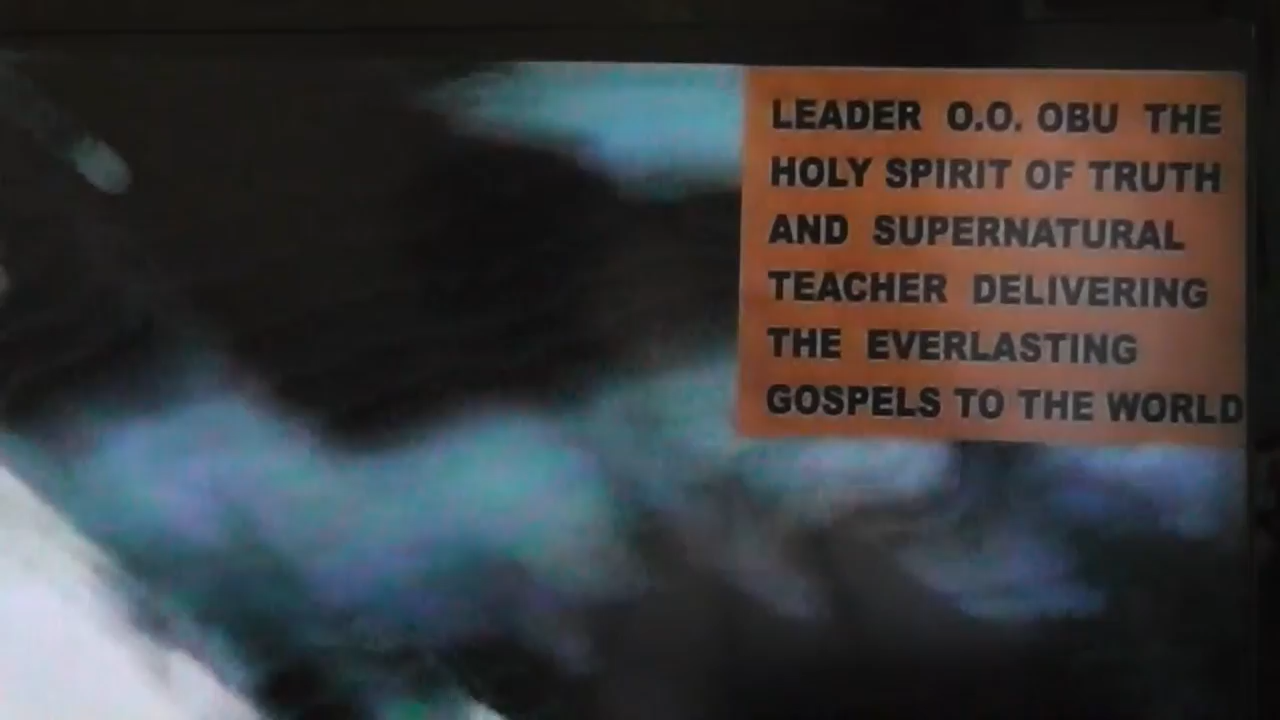 LEADER O.O. OBU THE
HOLY SPIRIT OF TRUTH
AND SUPERNATURAL
TEACHER DELIVERING
THE EVERLASTING
GOSPELS TO THE WORLD